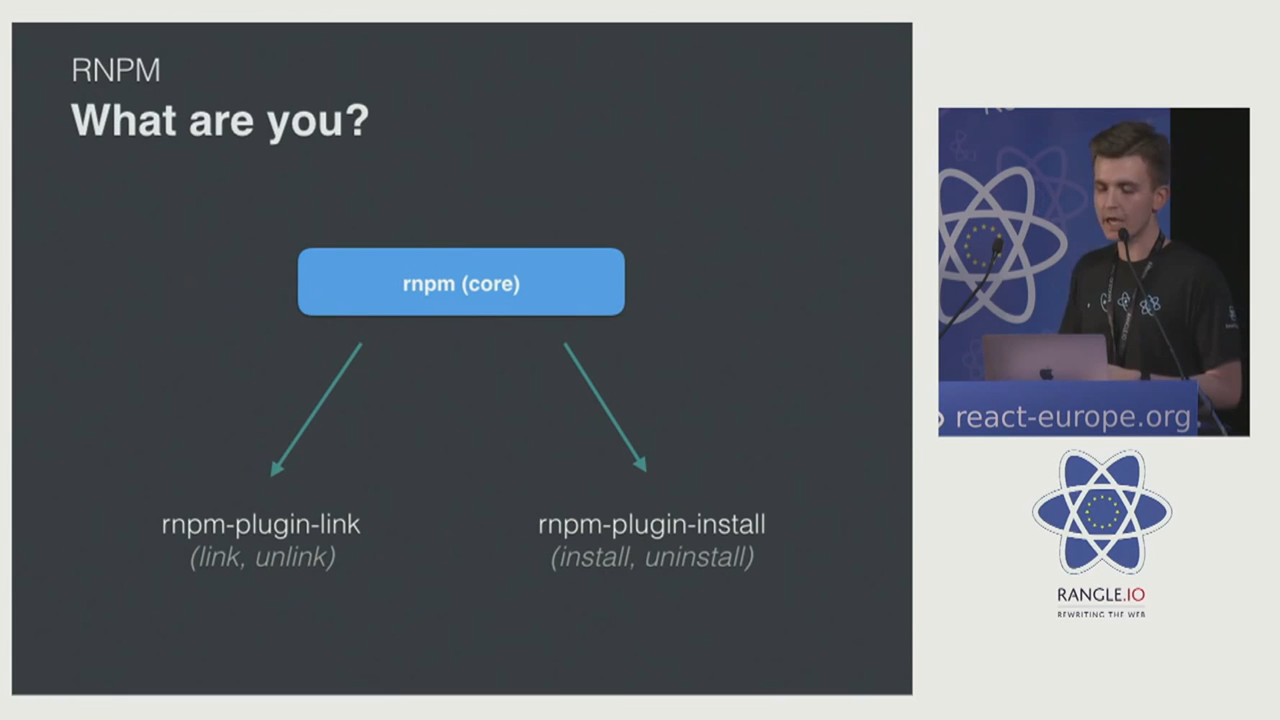 RNPM
What are you?
rnpm (core)
rnpm-plugin-link
(link, unlink)
rnpm-plugin-install
(install, uninstall)
react-europe.org
RANGLE.IO
REWRITING THE WEB